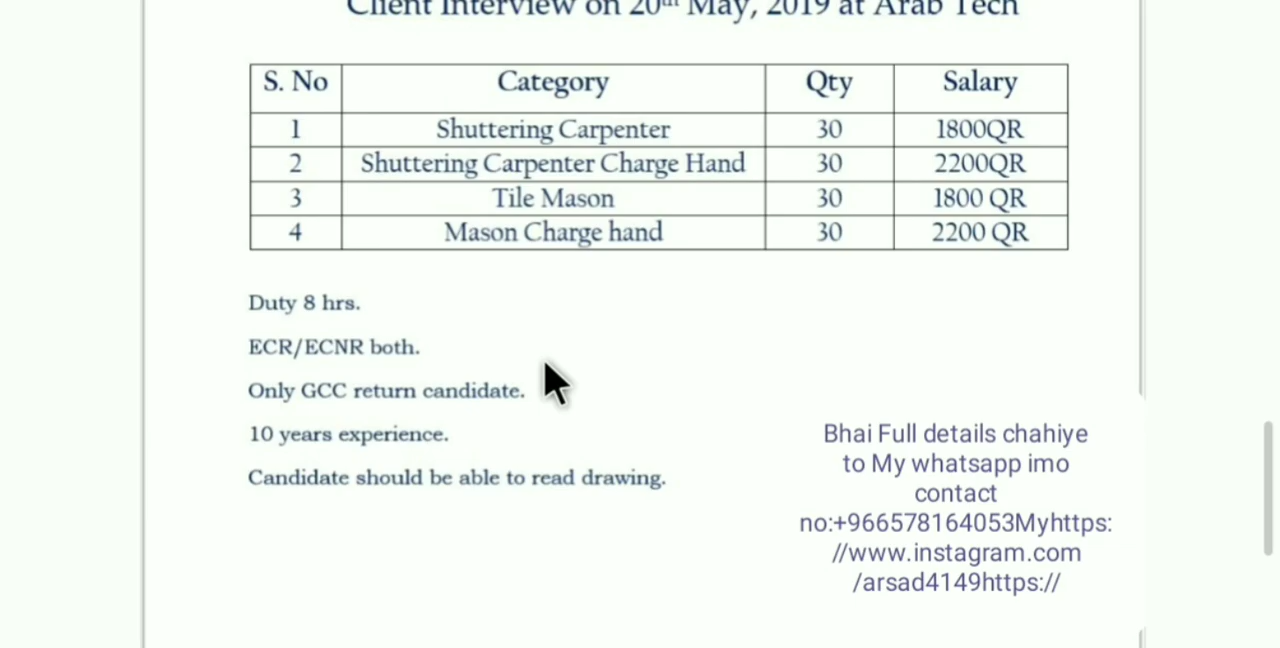 Client Interview on 20th May, 2019 at Arab Tech
S. No Category Qty Salary
1 Shuttering Carpenter 30 1800QR
2 Shuttering Carpenter Charge Hand 30 2200QR
3 Tile Mason 30 1800 QR
4 Mason Charge hand 30 2200 QR
Duty 8 hrs.
ECR/ECNR both.
Only GCC return candidate.
10 years experience.
Candidate should be able to read drawing.
Bhai Full details chahiye
to My whatsapp imo
contact
no:+966578164053Myhttps:
//www.instagram.com
/arsad4149https://